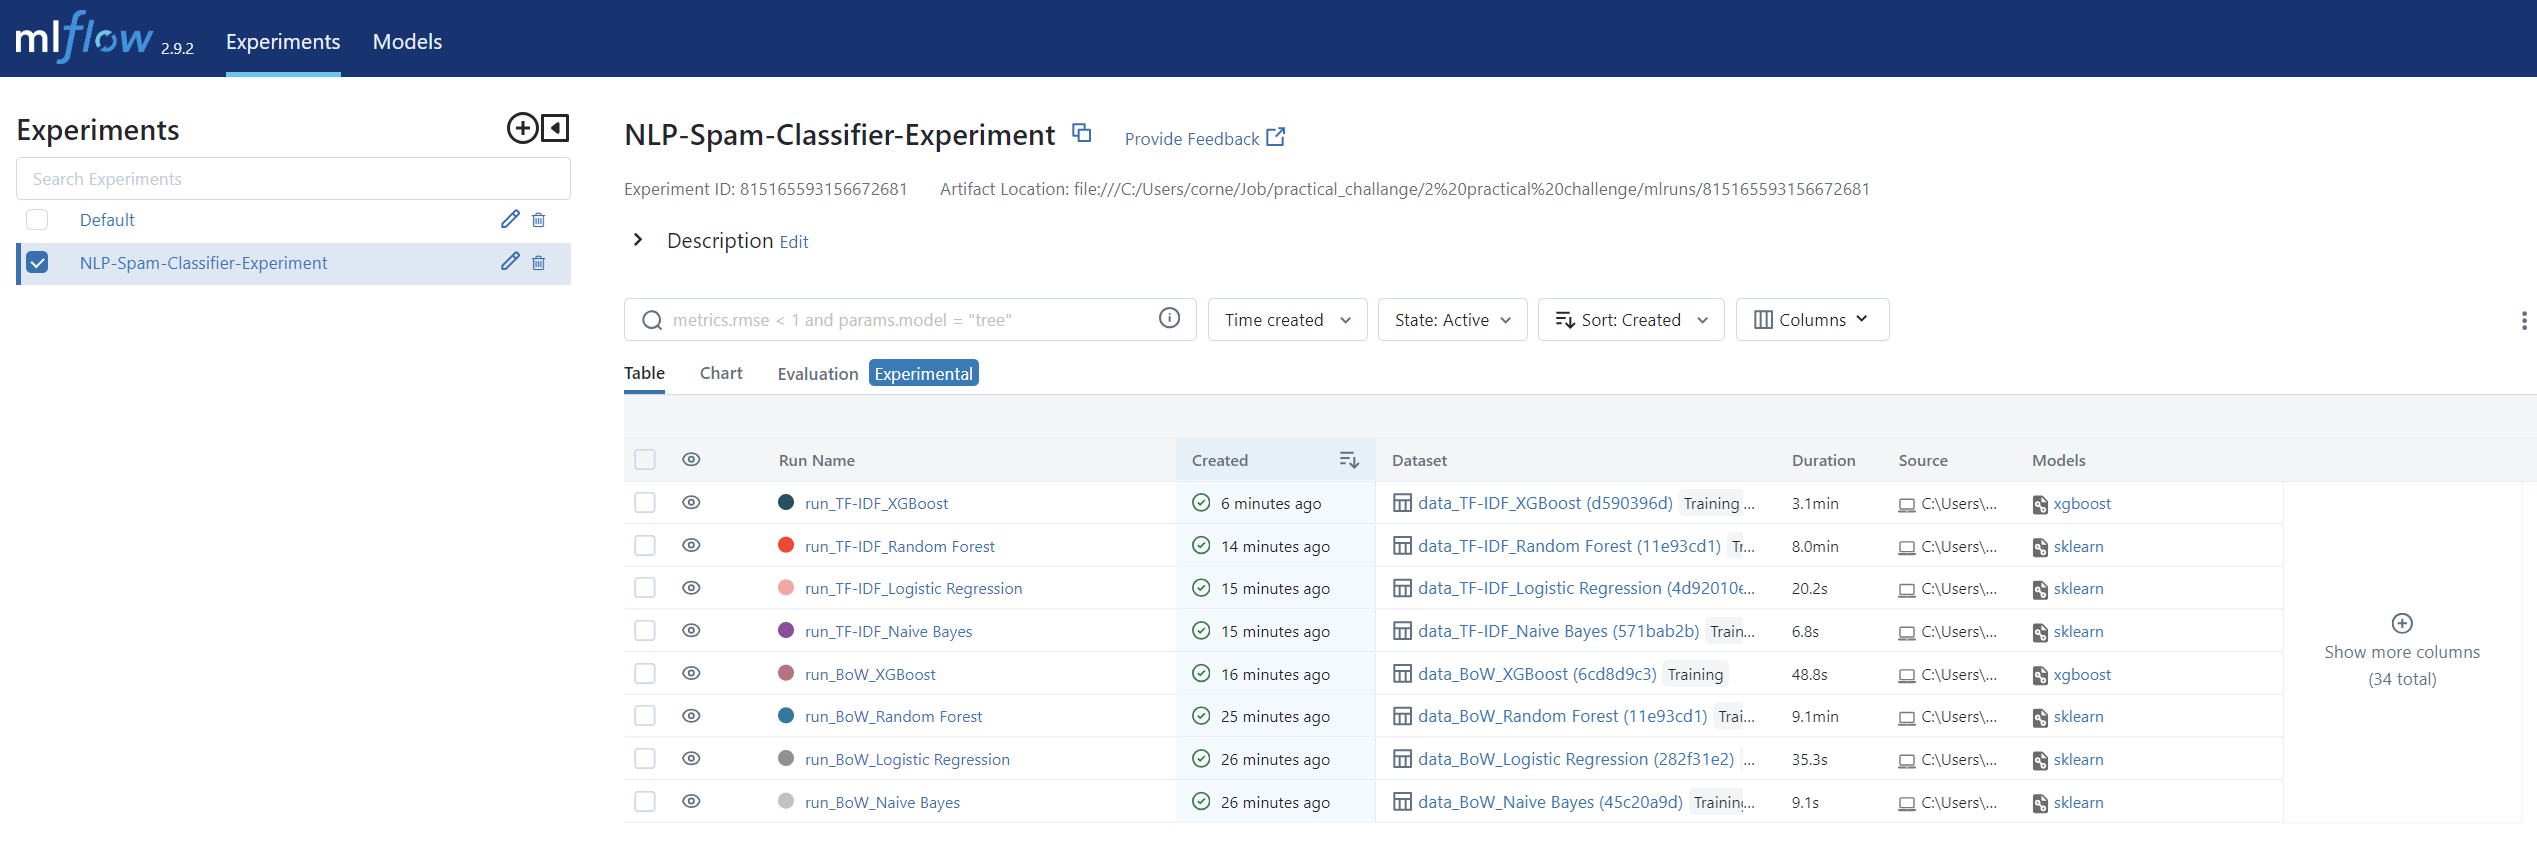 mlflow 2.9.2 Experiments Models
Experiments
Search Experiments
Default
NLP-Spam-Classifier-Experiment
NLP-Spam-Classifier-Experiment Provide Feedback
Experiment ID: 815165593156672681 Artifact Location: file:///C:/Users/corne/Job/practical_challange/2%20practical%20challenge/mlruns/815165593156672681
Description Edit
metrics.rmse < 1 and params.model = "tree" Time created State: Active Sort: Created Columns
Table Chart Evaluation Experimental
Run Name Created Dataset Duration Source Models
run_TF-IDF_XGBoost 6 minutes ago data_TF-IDF_XGBoost (d590396d) Training ... 3.1min C:\Users\... xgboost
run_TF-IDF_Random Forest 14 minutes ago data_TF-IDF_Random Forest (11e93cd1) Tr... 8.0min C:\Users\... sklearn
run_TF-IDF_Logistic Regression 15 minutes ago data_TF-IDF_Logistic Regression (4d92010e... 20.2s C:\Users\... sklearn
run_TF-IDF_Naive Bayes 15 minutes ago data_TF-IDF_Naive Bayes (571bab2b) Train... 6.8s C:\Users\... sklearn
run_BoW_XGBoost 16 minutes ago data_BoW_XGBoost (6cd8d9c3) Training 48.8s C:\Users\... xgboost
run_BoW_Random Forest 25 minutes ago data_BoW_Random Forest (11e93cd1) Trai... 9.1min C:\Users\... sklearn
run_BoW_Logistic Regression 26 minutes ago data_BoW_Logistic Regression (282f31e2) ... 35.3s C:\Users\... sklearn
run_BoW_Naive Bayes 26 minutes ago data_BoW_Naive Bayes (45c20a9d) Training... 9.1s C:\Users\... sklearn
Show more columns
(34 total)